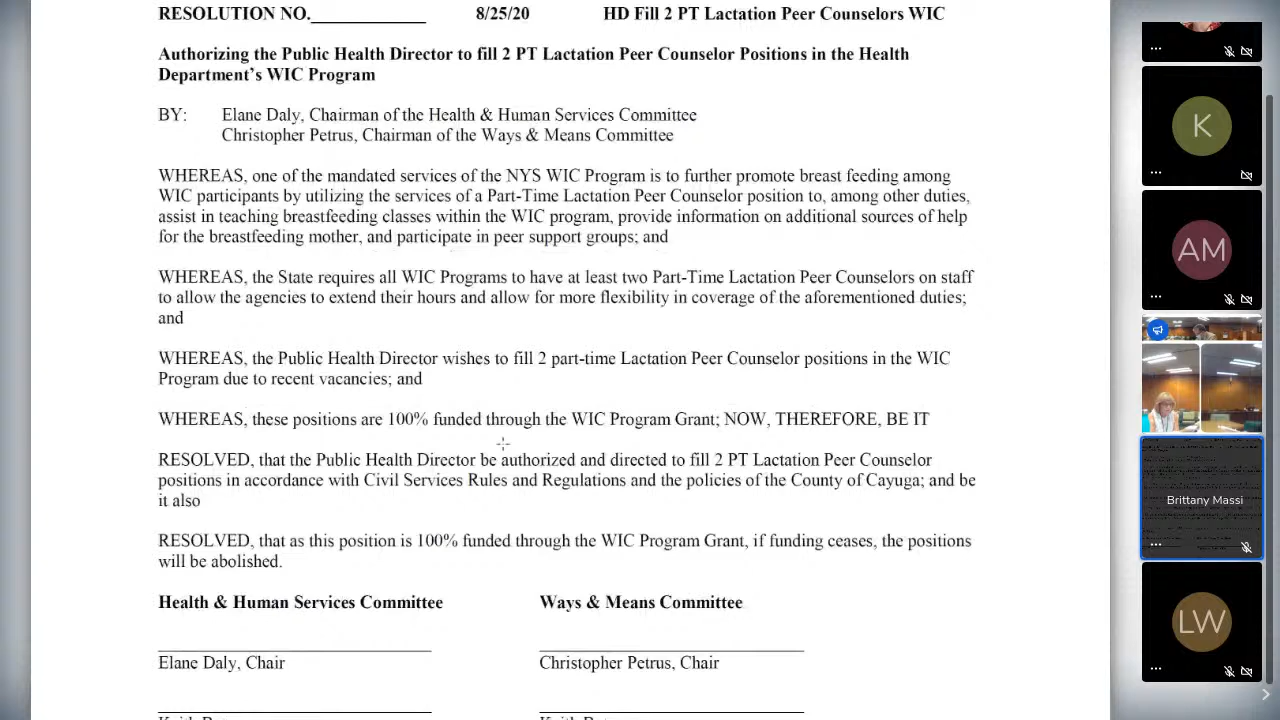 RESOLUTION NO.______________ 8/25/20 HD Fill 2 PT Lactation Peer Counselors WIC
Authorizing the Public Health Director to fill 2 PT Lactation Peer Counselor Positions in the Health
Department's WIC Program
BY: Elane Daly, Chairman of the Health & Human Services Committee
Christopher Petrus, Chairman of the Ways & Means Committee
WHEREAS, one of the mandated services of the NYS WIC Program is to further promote breast feeding among
WIC participants by utilizing the services of a Part-Time Lactation Peer Counselor position to, among other duties,
assist in teaching breastfeeding classes within the WIC program, provide information on additional sources of help
for the breastfeeding mother, and participate in peer support groups; and
WHEREAS, the State requires all WIC Programs to have at least two Part-Time Lactation Peer Counselors on staff
to allow the agencies to extend their hours and allow for more flexibility in coverage of the aforementioned duties;
and
WHEREAS, the Public Health Director wishes to fill 2 part-time Lactation Peer Counselor positions in the WIC
Program due to recent vacancies; and
WHEREAS, these positions are 100% funded through the WIC Program Grant; NOW, THEREFORE, BE IT
RESOLVED, that the Public Health Director be authorized and directed to fill 2 PT Lactation Peer Counselor
positions in accordance with Civil Services Rules and Regulations and the policies of the County of Cayuga; and be
it also
RESOLVED, that as this position is 100% funded through the WIC Program Grant, if funding ceases, the positions
will be abolished.
Health & Human Services Committee Ways & Means Committee
Elane Daly, Chair Christopher Petrus, Chair
K
AM
Brittany Massi
LW